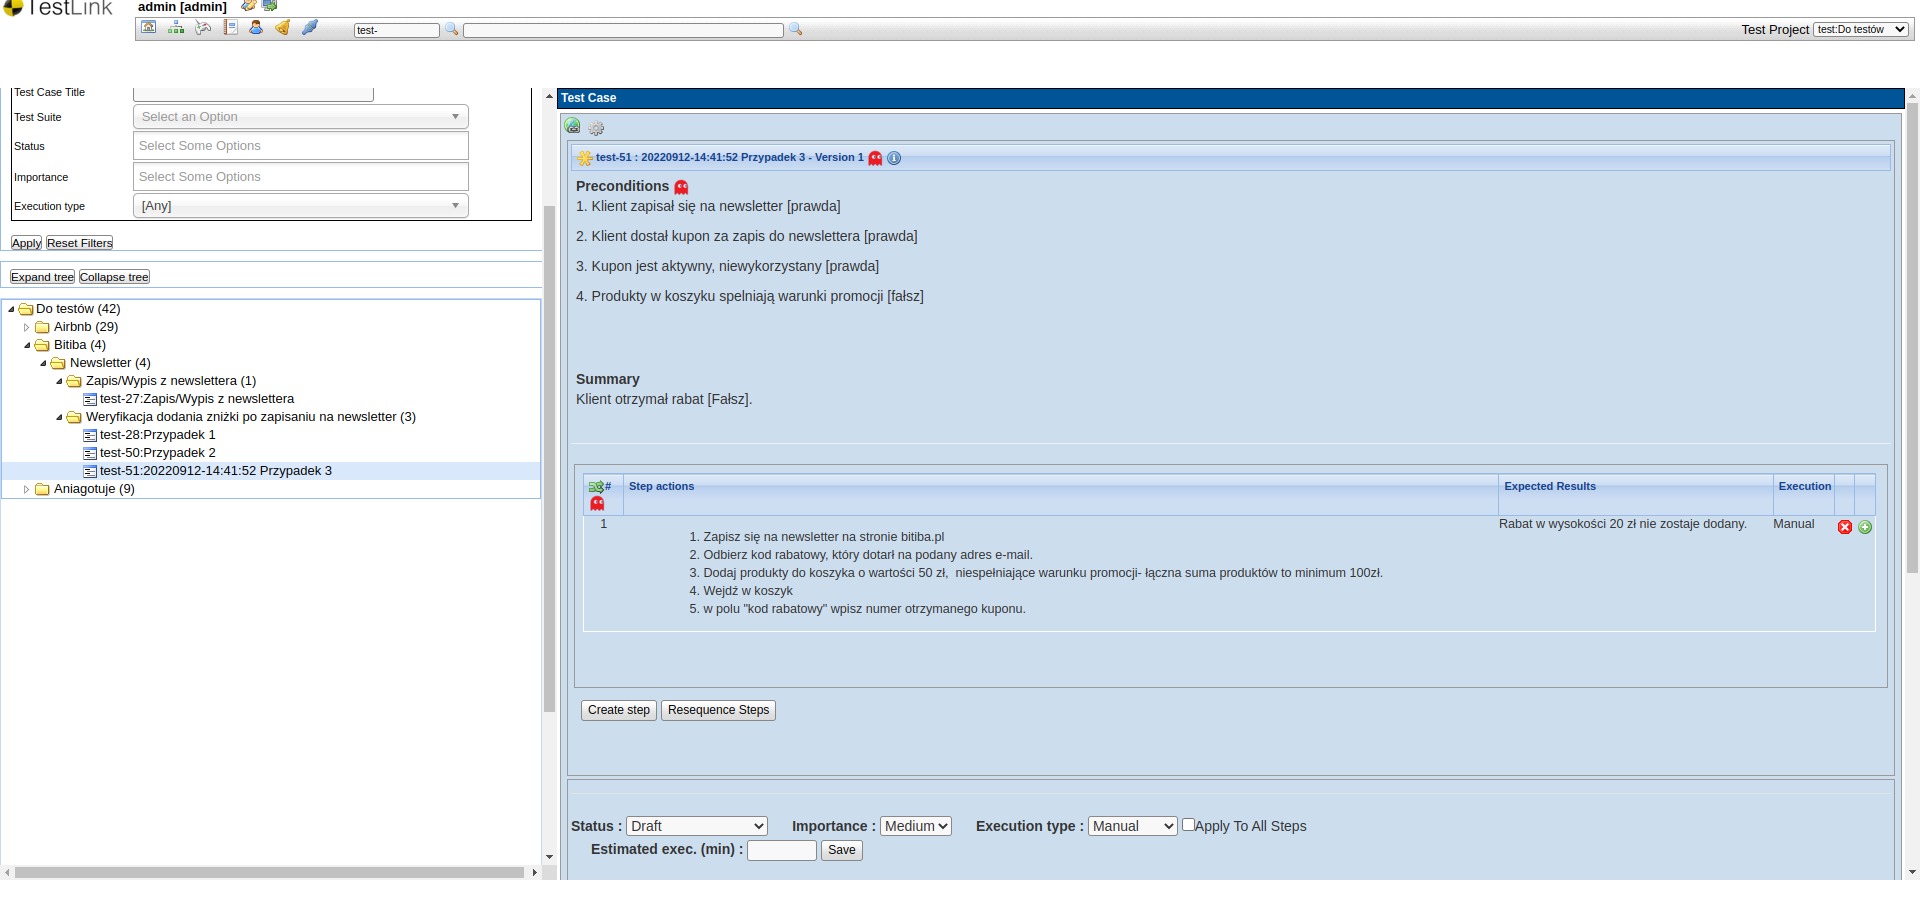 TestLink
admin [admin]
test-
Test Project test:Do testów
Test Case Title
Test Suite Select an Option
Status Select Some Options
Importance Select Some Options
Execution type [Any]
Apply Reset Filters
Expand tree Collapse tree
Do testów (42)
Airbnb (29)
Bitiba (4)
Newsletter (4)
Zapis/Wypis z newslettera (1)
test-27:Zapis/Wypis z newslettera
Weryfikacja dodania zniżki po zapisaniu na newsletter (3)
test-28:Przypadek 1
test-50:Przypadek 2
test-51:20220912-14:41:52 Przypadek 3
Aniagotuje (9)
Test Case
test-51 : 20220912-14:41:52 Przypadek 3 - Version 1
Preconditions
1. Klient zapisał się na newsletter [prawda]
2. Klient dostał kupon za zapis do newslettera [prawda]
3. Kupon jest aktywny, niewykorzystany [prawda]
4. Produkty w koszyku spelniają warunki promocji [fałsz]
Summary
Klient otrzymał rabat [Fałsz].
# Step actions Expected Results Execution
1 Rabat w wysokości 20 zł nie zostaje dodany. Manual
1. Zapisz się na newsletter na stronie bitiba.pl
2. Odbierz kod rabatowy, który dotarł na podany adres e-mail.
3. Dodaj produkty do koszyka o wartości 50 zł,  niespełniające warunku promocji- łączna suma produktów to minimum 100zł.
4. Wejdź w koszyk
5. w polu "kod rabatowy" wpisz numer otrzymanego kuponu.
Create step Resequence Steps
Status : Draft Importance : Medium Execution type : Manual Apply To All Steps
Estimated exec. (min) : Save